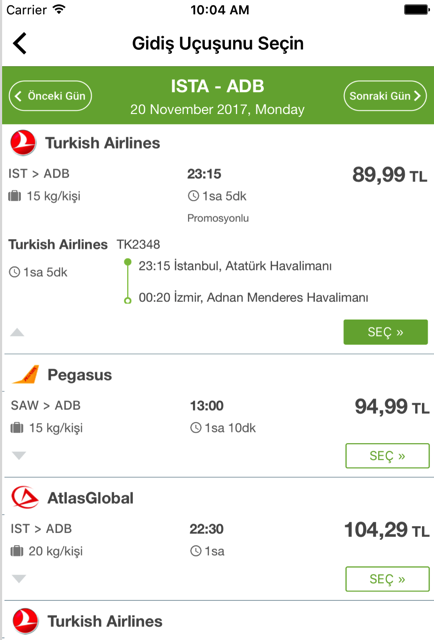 Carrier 10:04 AM
Gidiş Uçuşunu Seçin
Önceki Gün
ISTA - ADB
20 November 2017, Monday
Sonraki Gün
Turkish Airlines
IST > ADB 23:15 89,99 TL
15 kg/kişi 1sa 5dk
Promosyonlu
Turkish Airlines TK2348
1sa 5dk
23:15 İstanbul, Atatürk Havalimanı
00:20 İzmir, Adnan Menderes Havalimanı
SEÇ »
Pegasus
SAW > ADB 13:00 94,99 TL
15 kg/kişi 1sa 10dk
SEÇ »
AtlasGlobal
IST > ADB 22:30 104,29 TL
20 kg/kişi 1sa
SEÇ »
Turkish Airlines